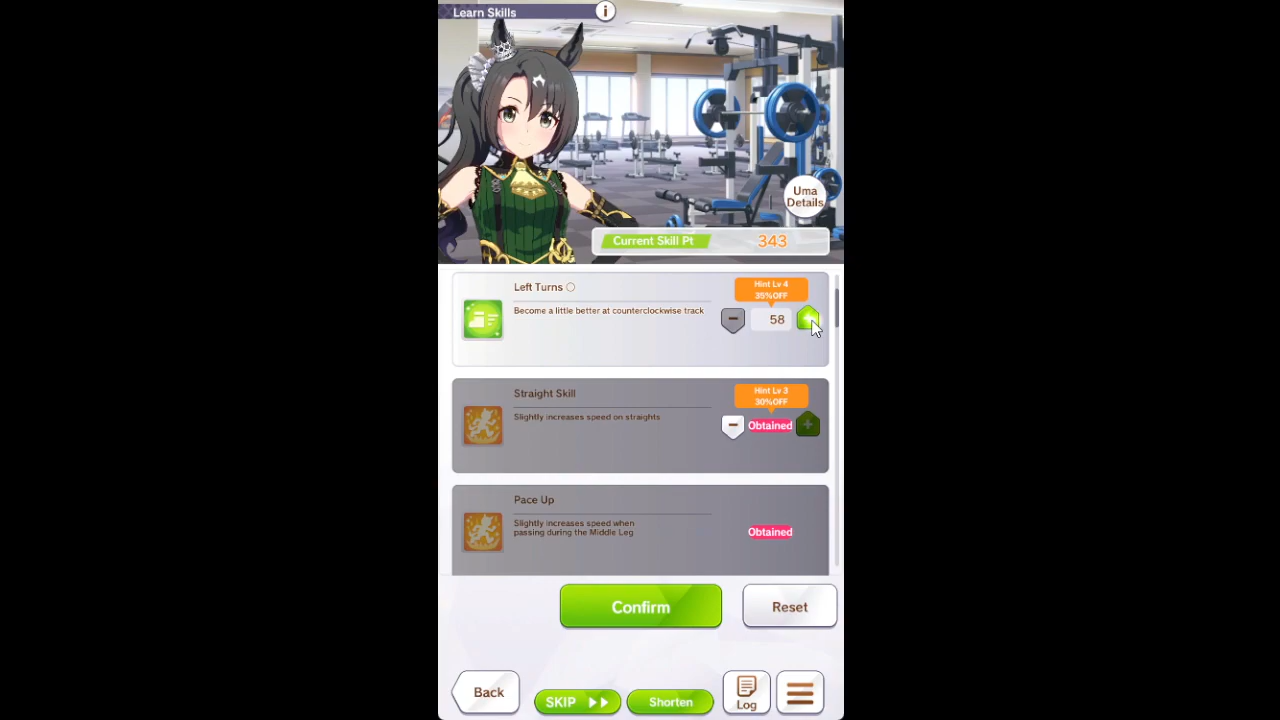 Learn Skills
i
Uma
Details
Current Skill Pt 343
Left Turns ○
Become a little better at counterclockwise track
Hint Lv 4
35%OFF
58
Straight Skill
Slightly increases speed on straights
Hint Lv 3
30%OFF
Obtained
Pace Up
Slightly increases speed when
passing during the Middle Leg
Obtained
Confirm
Reset
Back
SKIP
Shorten
Log